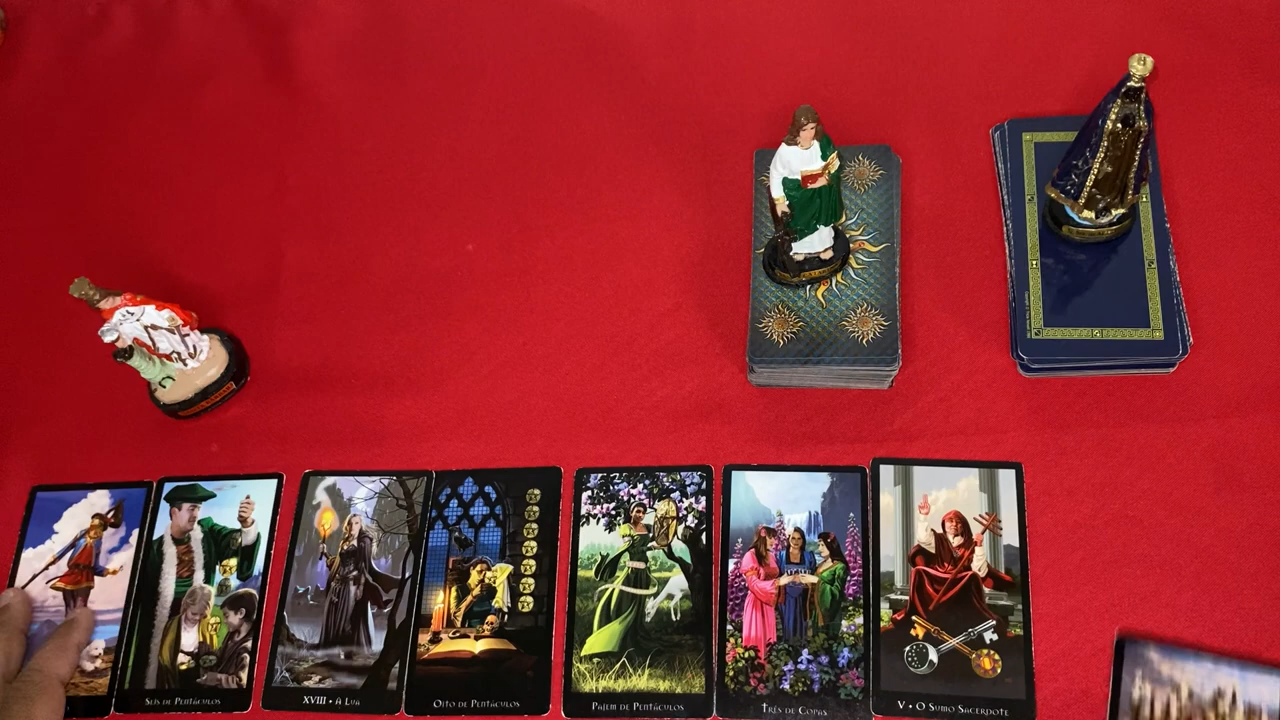 SEIS DE PENTÁCULOS
XVIII • A LUA
OITO DE PENTÁCULOS
PAJEM DE PENTÁCULOS
TRÊS DE COPAS
V • O SUMO SACERDOTE